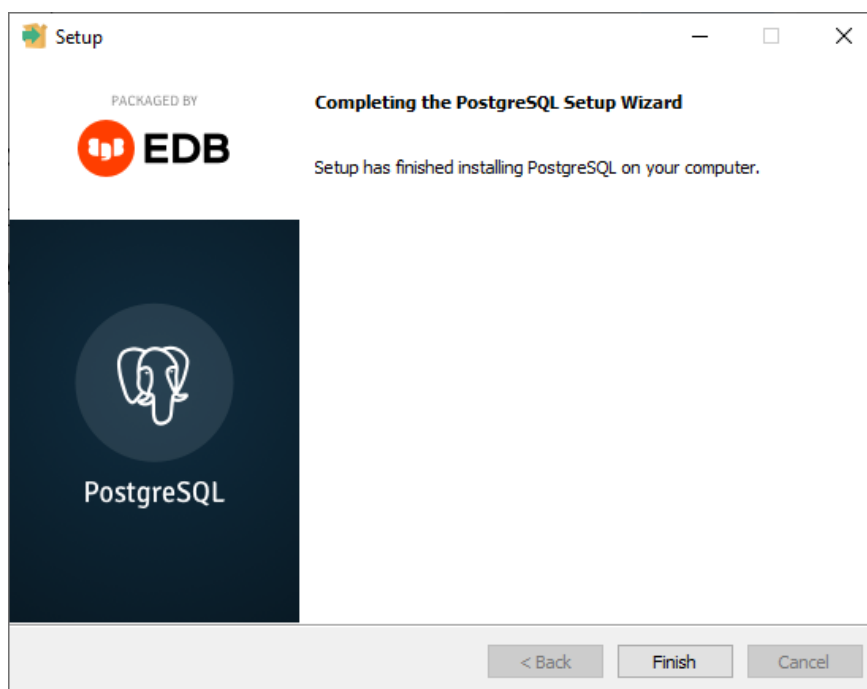 Setup
PACKAGED BY
EDB
Completing the PostgreSQL Setup Wizard
Setup has finished installing PostgreSQL on your computer.
PostgreSQL
< Back
Finish
Cancel